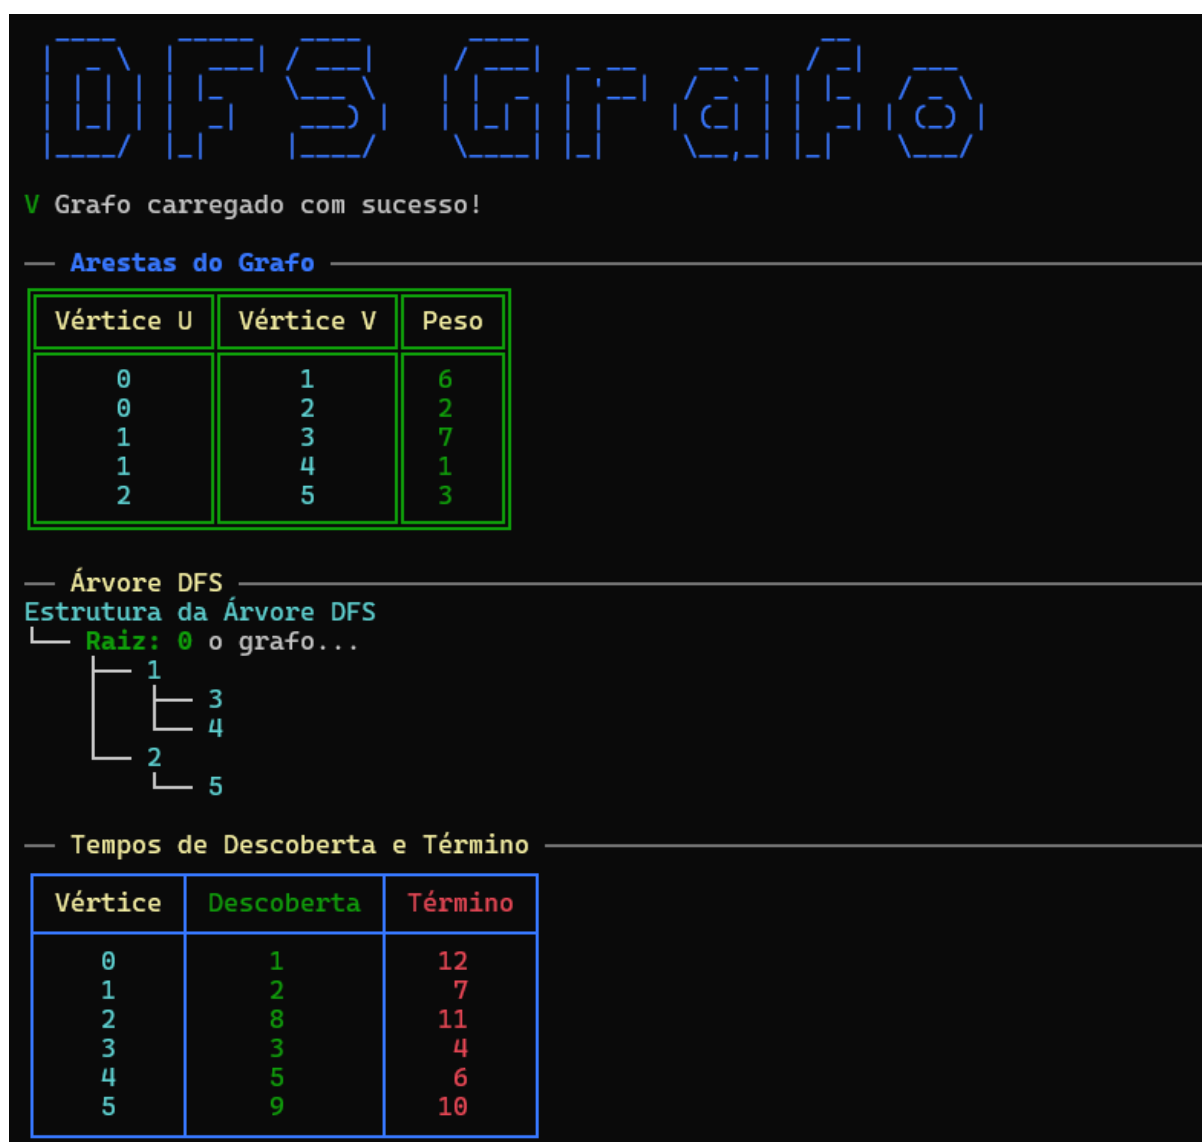 DFS Grafo
V Grafo carregado com sucesso!
Arestas do Grafo
Vértice U Vértice V Peso
0 1 6
0 2 2
1 3 7
1 4 1
2 5 3
Árvore DFS
Estrutura da Árvore DFS
Raiz: 0 o grafo...
1
3
4
2
5
Tempos de Descoberta e Término
Vértice Descoberta Término
0 1 12
1 2 7
2 8 11
3 3 4
4 5 6
5 9 10